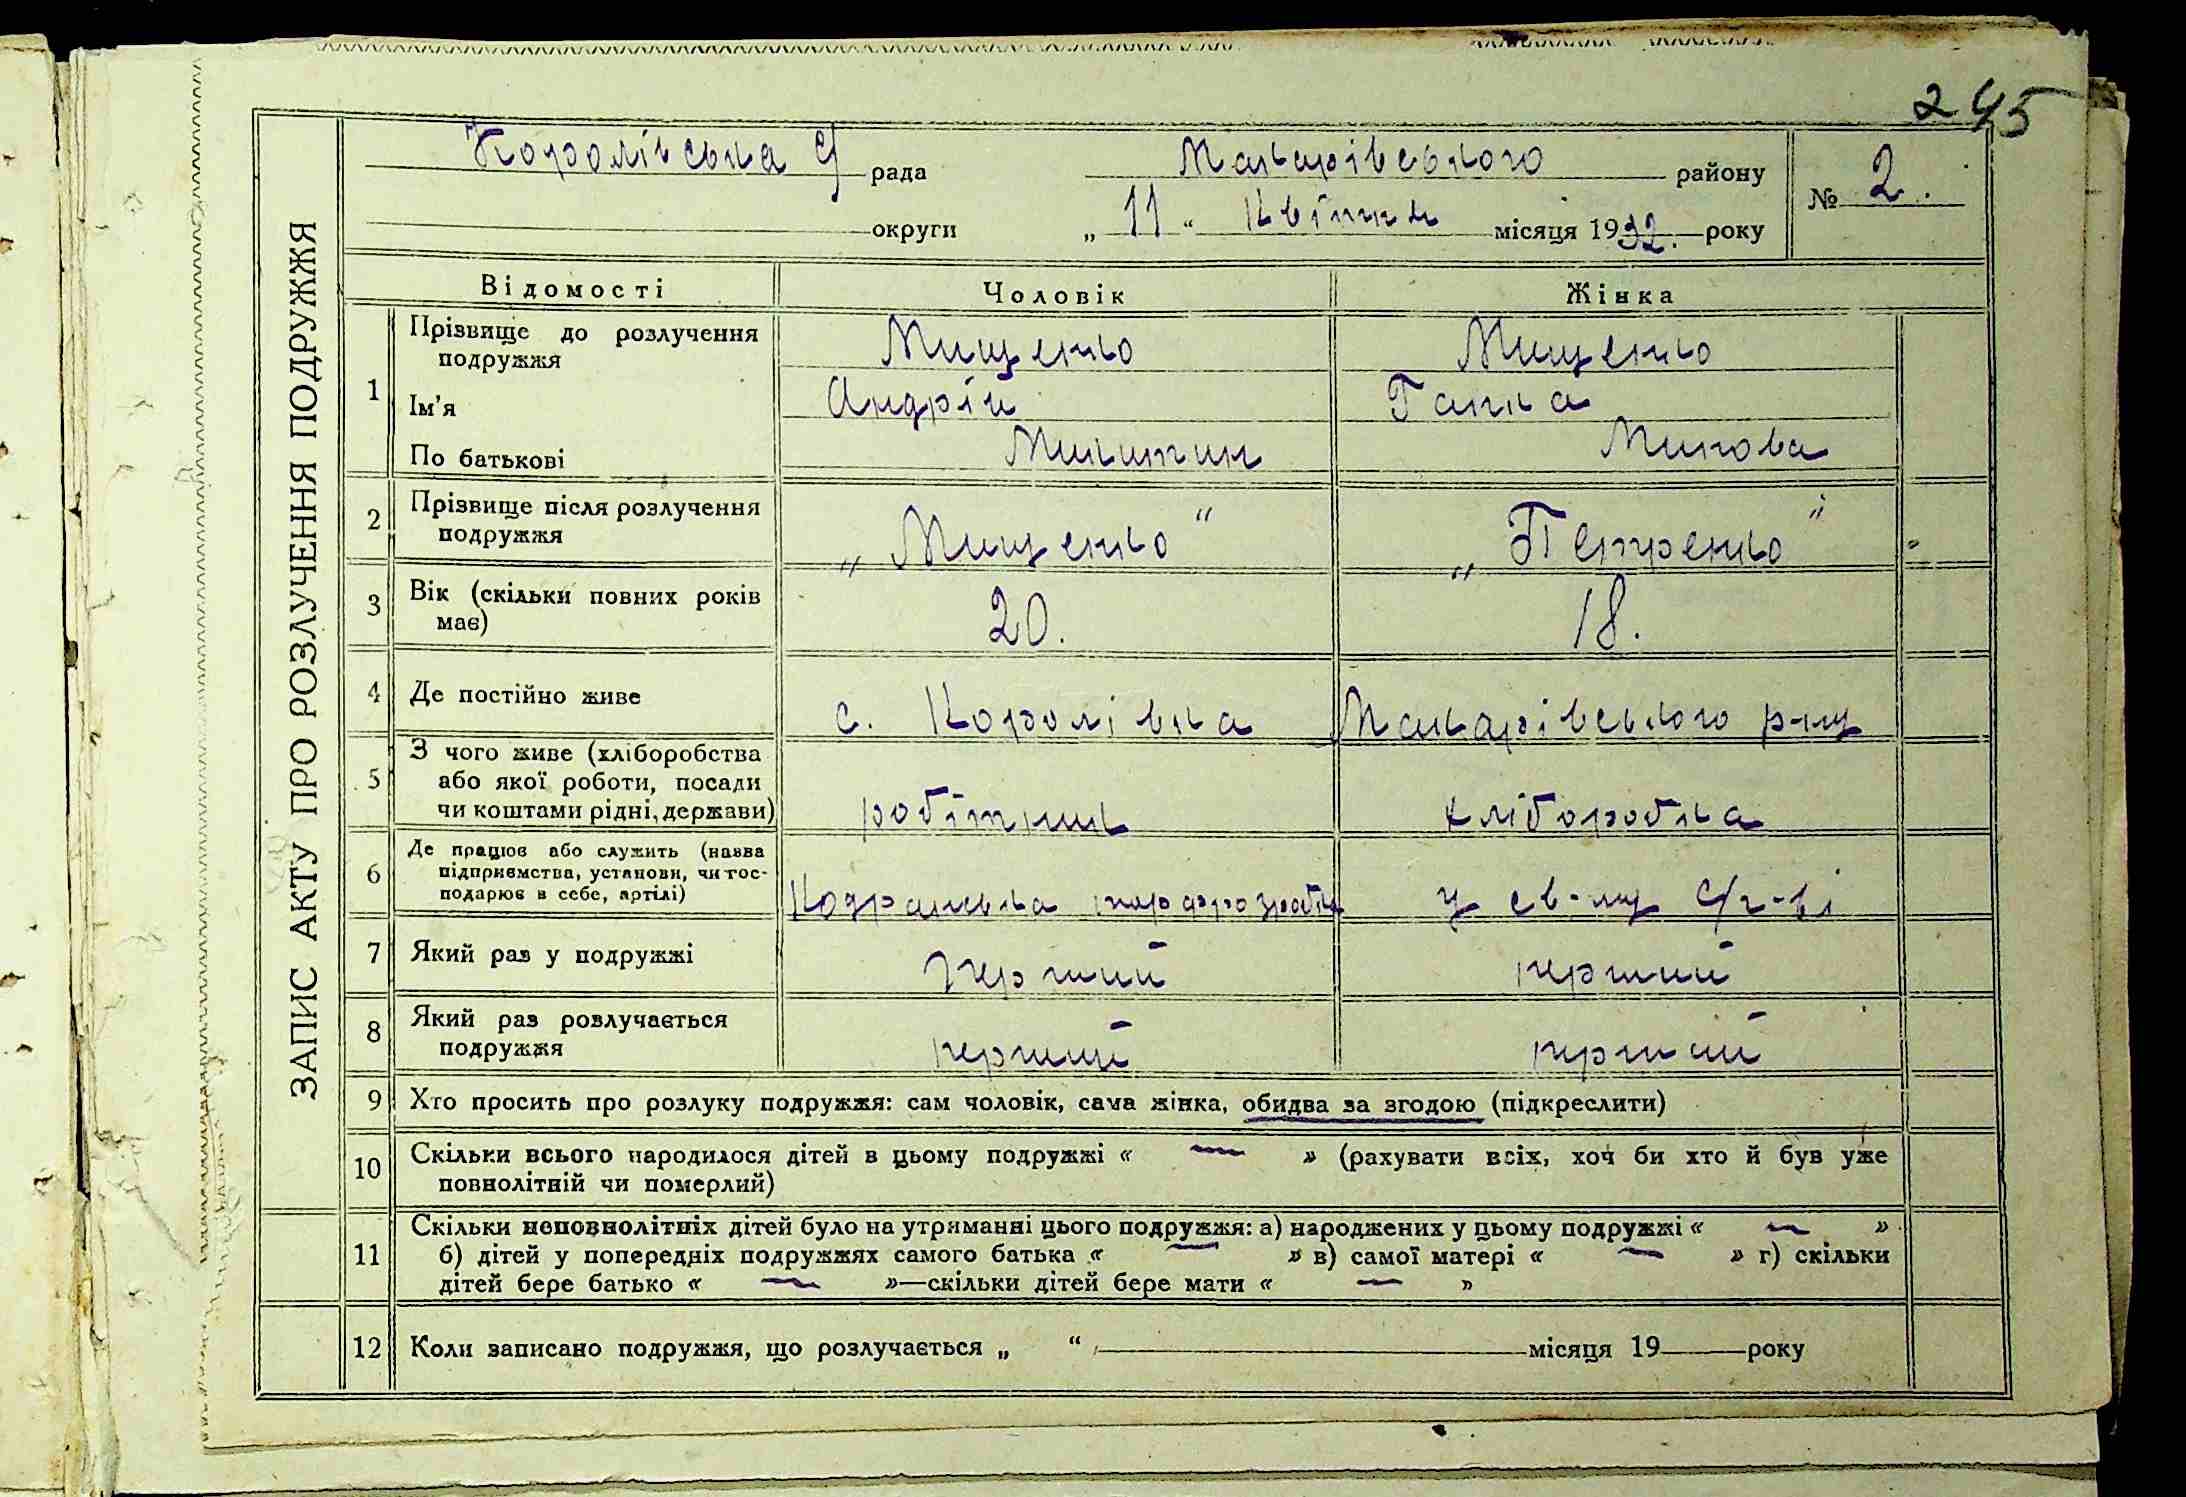 245
ЗАПИС АКТУ ПРО РОЗЛУЧЕННЯ ПОДРУЖЖЯ
Королівська С/ рада Макарівського району
№ 2.
округи „ 11 “ Квітня місяця 1932. року
Відомості Чоловік Жінка
1 Прізвище до розлучення подружжя Мищенко Мищенко
Ім'я Андрій Ганна
По батькові Микитин Минова
2 Прізвище після розлучення подружжя „Мищенко“ „Петренко“
3 Вік (скільки повних років має) 20. 18.
4 Де постійно живе с. Королівка Макарівського р-ну
5 З чого живе (хліборобства або якої роботи, посади чи коштами рідні, держави) робітник хліборобка
6 Де працює або служить (назва підприємства, установи, чи господарює в себе, артілі) Кодранська торфорозробка у св-му С/г-ві
7 Який раз у подружжі перший перший
8 Який раз розлучається подружжя перший перший
9 Хто просить про розлуку подружжя: сам чоловік, сама жінка, обидва за згодою (підкреслити)
10 Скільки всього народилося дітей в цьому подружжі « — » (рахувати всіх, хоч би хто й був уже
повнолітній чи померлий)
11 Скільки неповнолітніх дітей було на утриманні цього подружжя: а) народжених у цьому подружжі « — »
б) дітей у попередніх подружжях самого батька « — » в) самої матері « — » г) скільки
дітей бере батько « — »—скільки дітей бере мати « — »
12 Коли записано подружжя, що розлучається „ “ місяця 19 року